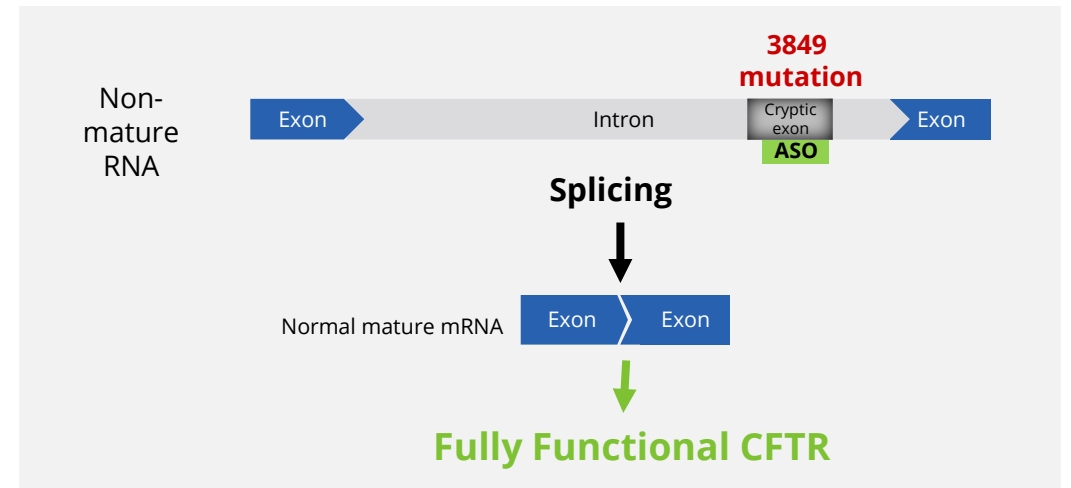 3849
mutation
Non-
mature
RNA
Exon
Intron
Cryptic
exon
Exon
ASO
Splicing
Normal mature mRNA
Exon
Exon
Fully Functional CFTR